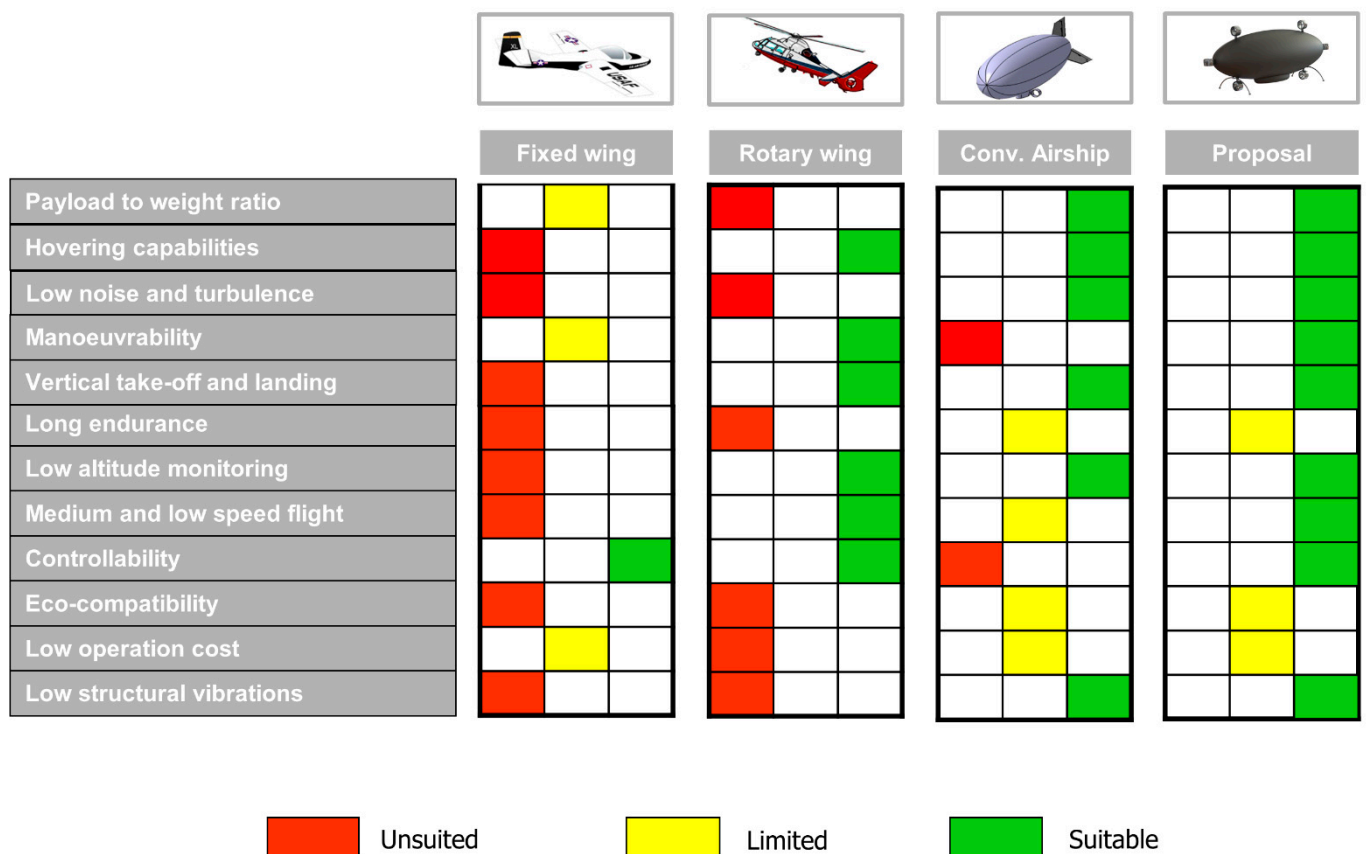 XL
USAF
Fixed wing
Rotary wing
Conv. Airship
Proposal
Payload to weight ratio
Hovering capabilities
Low noise and turbulence
Manoeuvrability
Vertical take-off and landing
Long endurance
Low altitude monitoring
Medium and low speed flight
Controllability
Eco-compatibility
Low operation cost
Low structural vibrations
Unsuited
Limited
Suitable